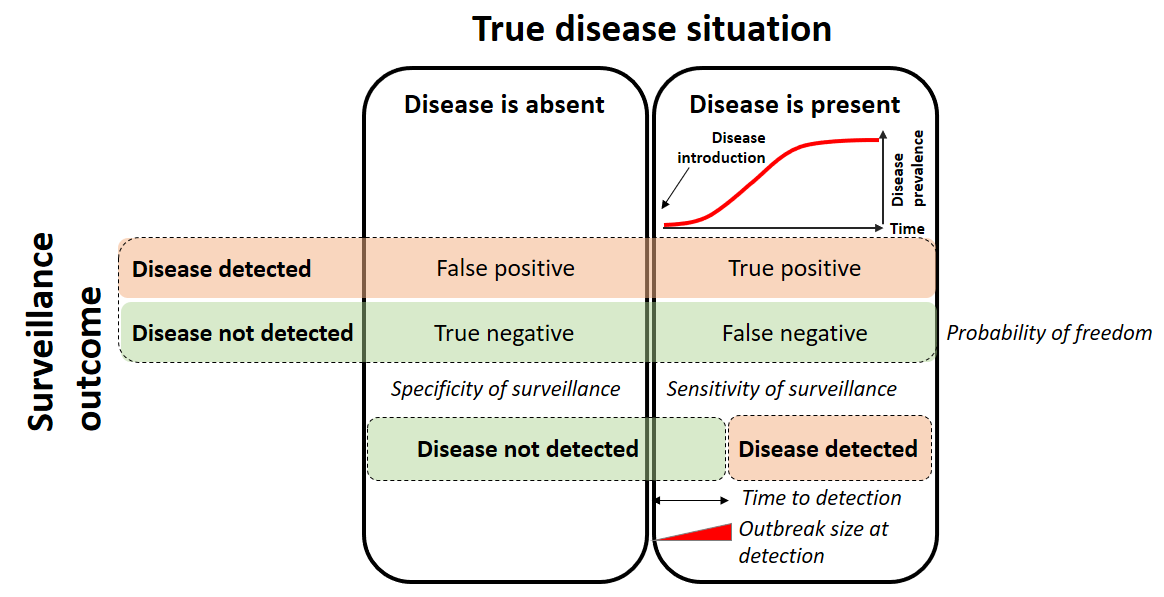 True disease situation
Disease is absent
Disease is present
Disease
introduction
Disease
prevalence
Time
Surveillance
outcome
Disease detected
False positive
True positive
Disease not detected
True negative
False negative
Probability of freedom
Specificity of surveillance
Sensitivity of surveillance
Disease not detected
Disease detected
Time to detection
Outbreak size at
detection